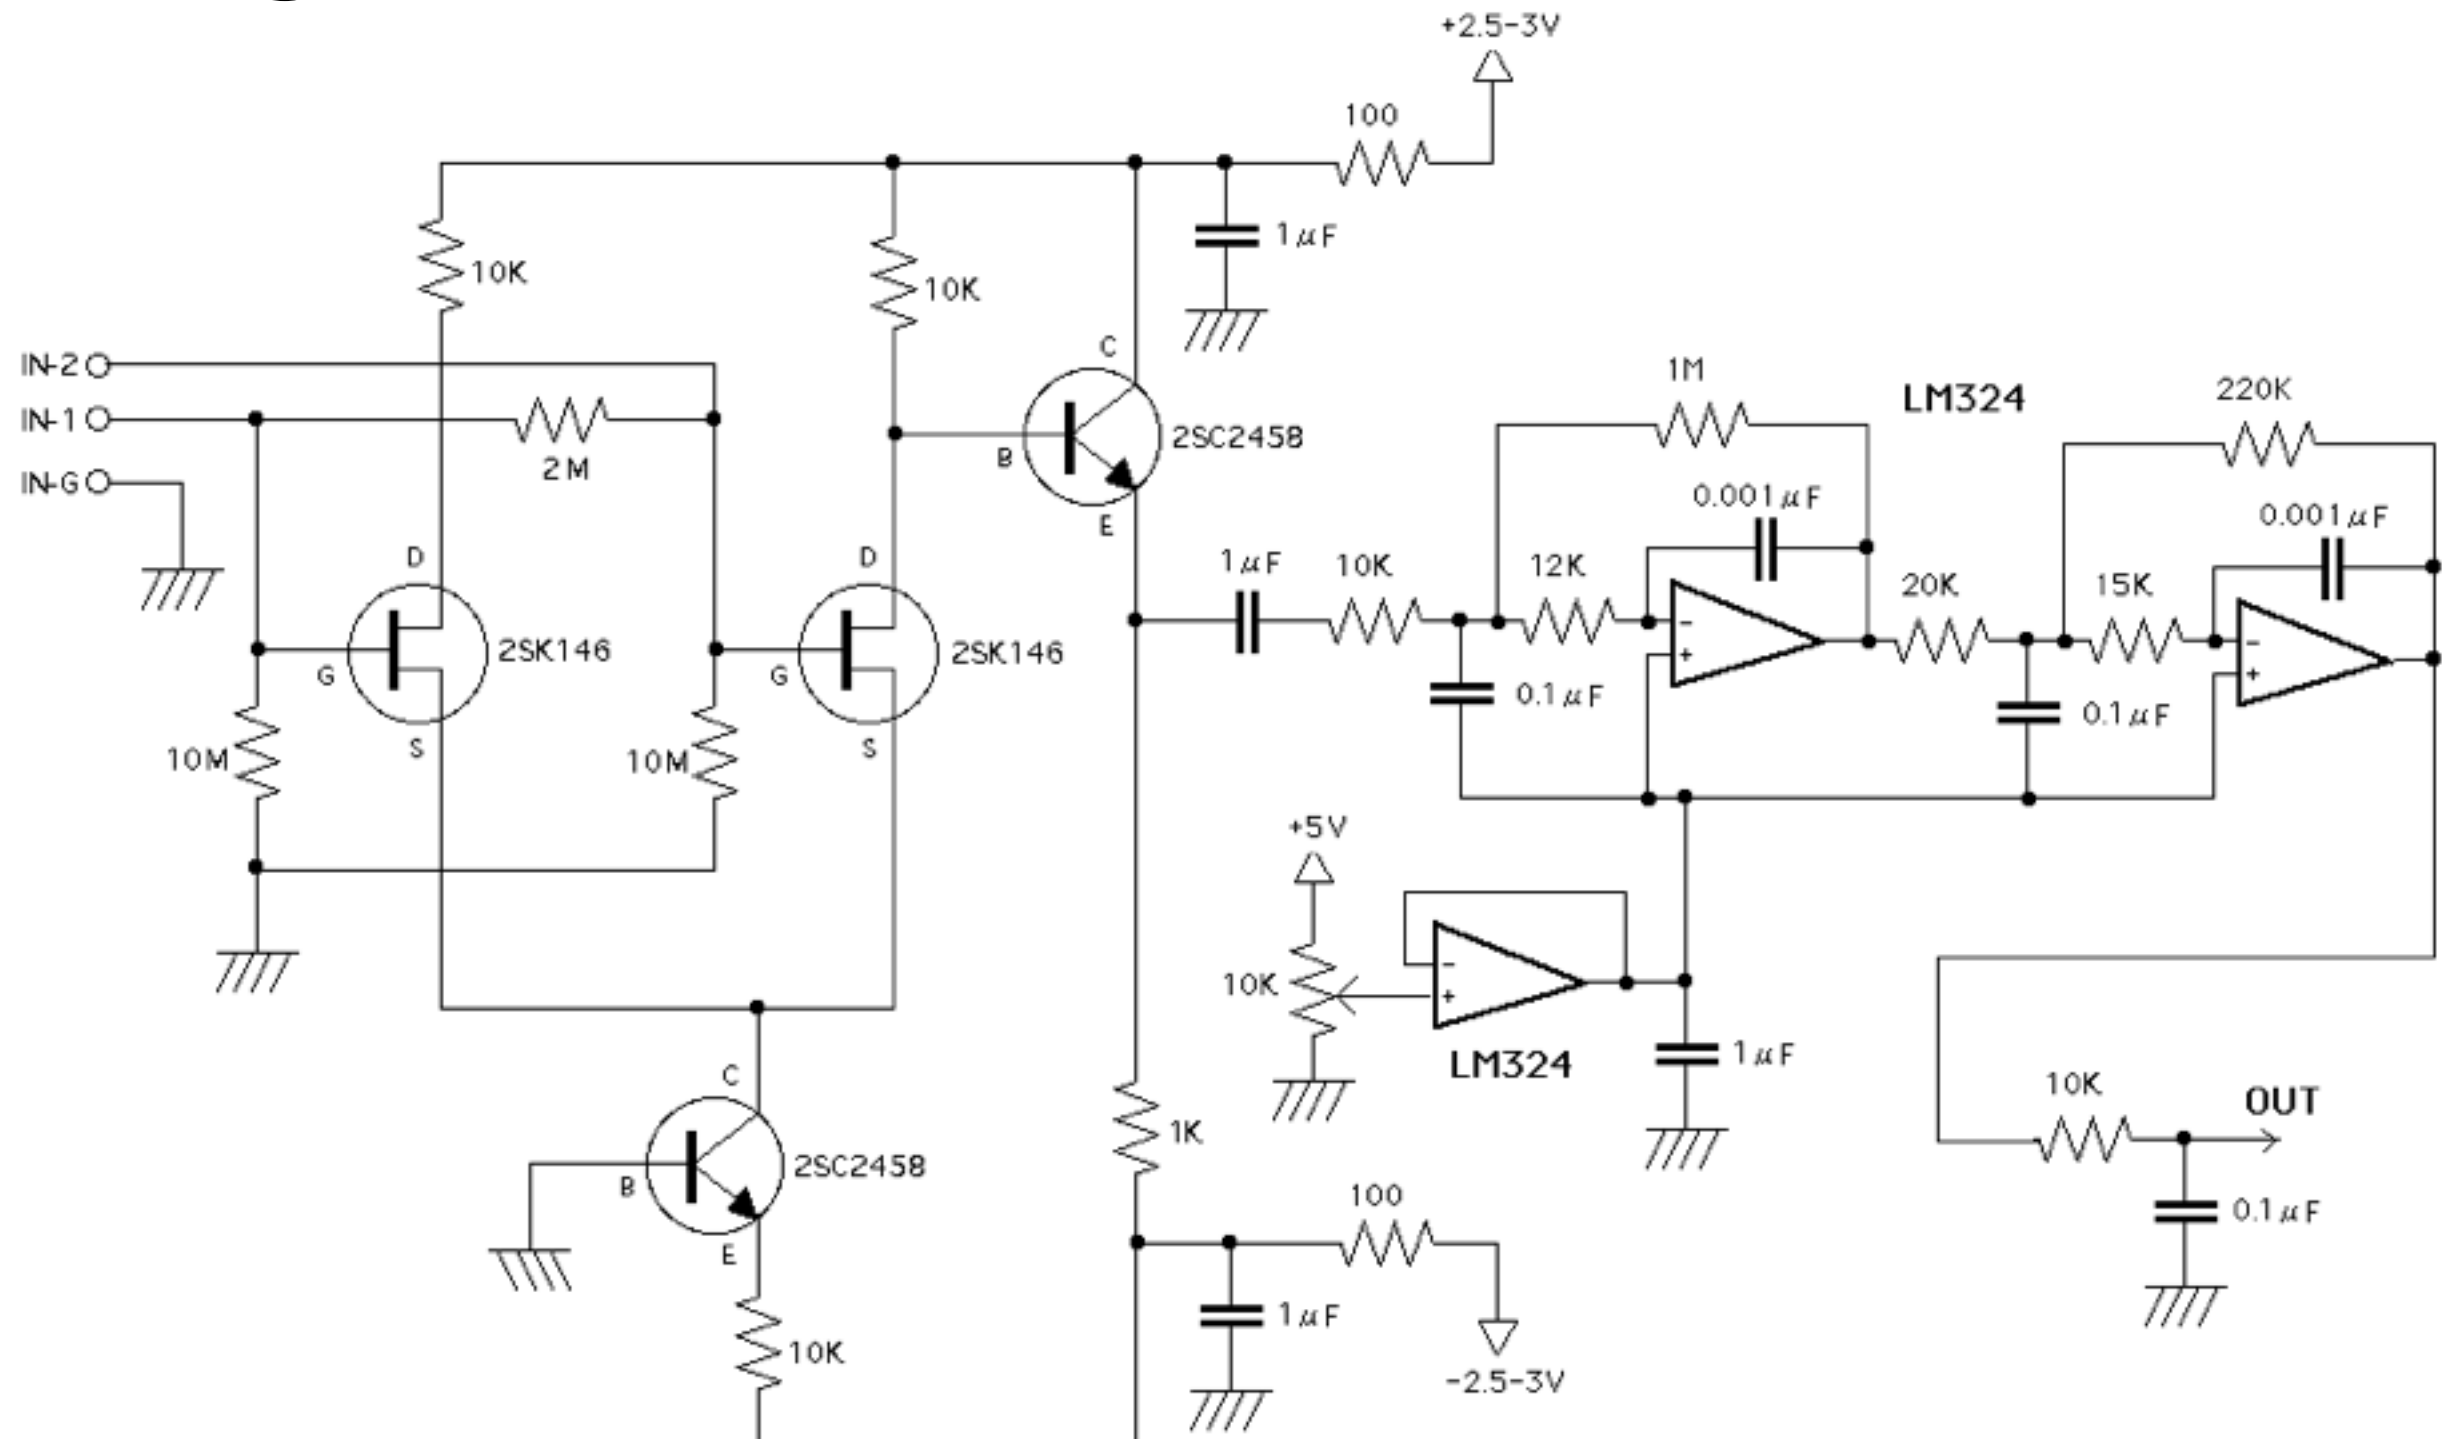 +2.5-3V
100
1μF
10K
10K
IN-2
IN-1
IN-G
2M
C
B
E
2SC2458
1M
LM324
220K
0.001μF
0.001μF
D
G
S
2SK146
D
G
S
2SK146
1μF
10K
12K
-
+
20K
15K
-
+
0.1μF
0.1μF
10M
10M
+5V
10K
-
+
LM324
1μF
C
B
E
2SC2458
1K
10K
OUT
0.1μF
100
1μF
-2.5-3V
10K